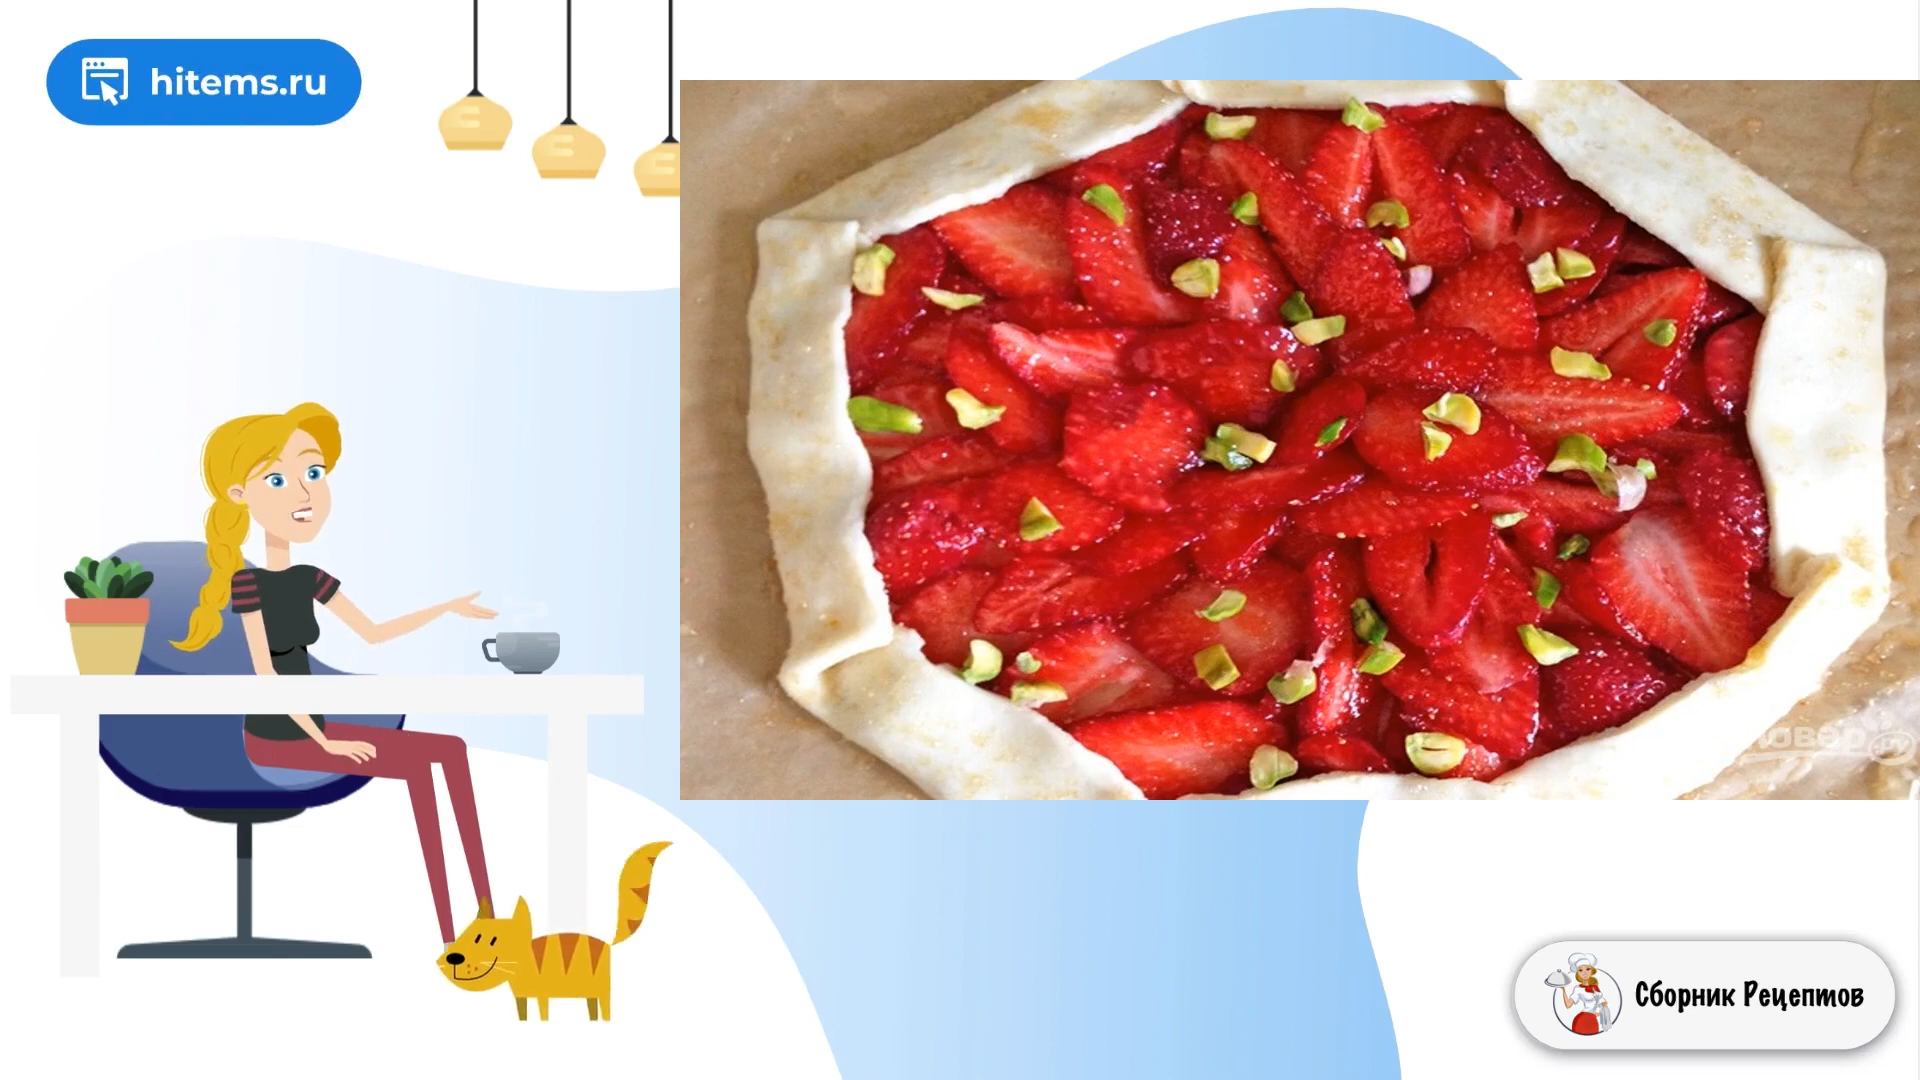 hitems.ru
Сборник Рецептов